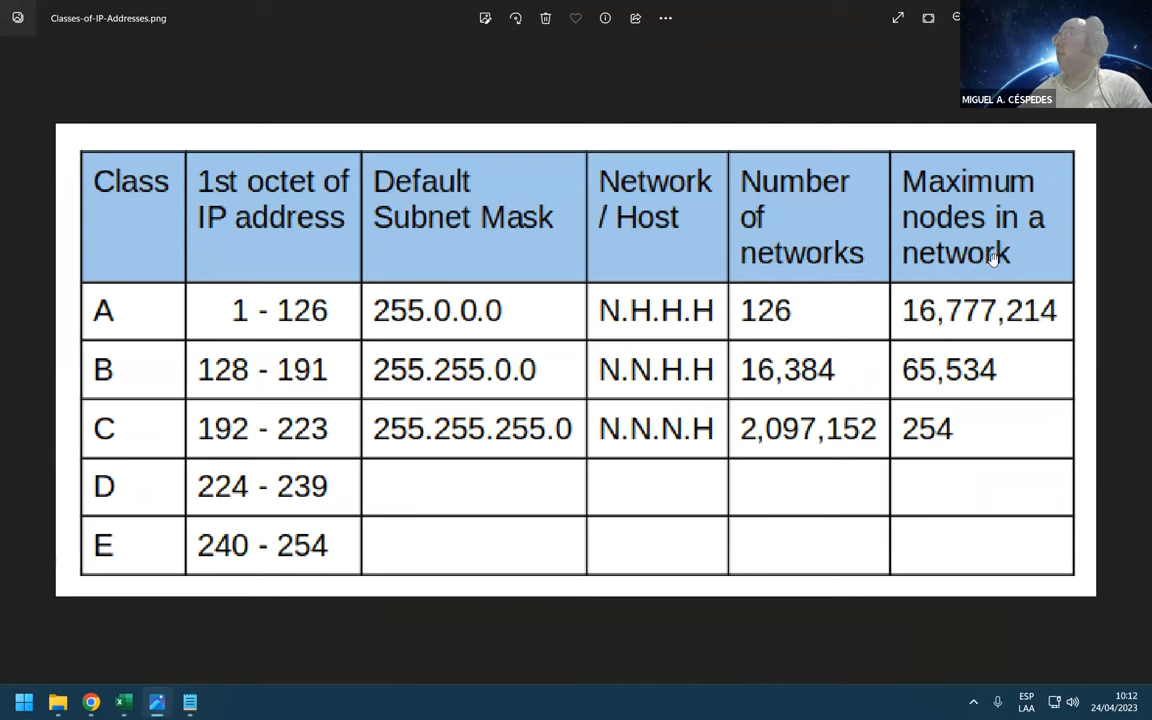 Classes-of-IP-Addresses.png
MIGUEL A. CÉSPEDES
Class 1st octet of IP address Default Subnet Mask Network / Host Number of networks Maximum nodes in a network
A 1 - 126 255.0.0.0 N.H.H.H 126 16,777,214
B 128 - 191 255.255.0.0 N.N.H.H 16,384 65,534
C 192 - 223 255.255.255.0 N.N.N.H 2,097,152 254
D 224 - 239
E 240 - 254
ESP 10:12
LAA 24/04/2023